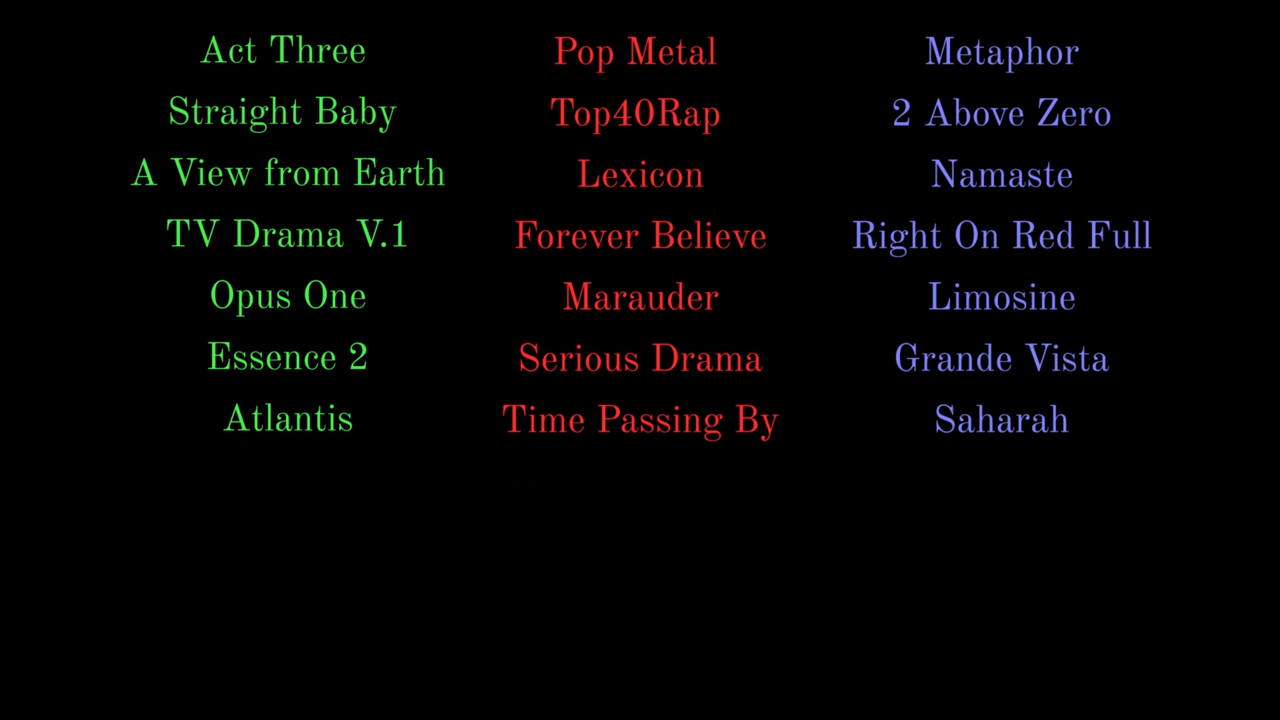 Act Three
Straight Baby
A View from Earth
TV Drama V.1
Opus One
Essence 2
Atlantis
Pop Metal
Top40Rap
Lexicon
Forever Believe
Marauder
Serious Drama
Time Passing By
Metaphor
2 Above Zero
Namaste
Right On Red Full
Limosine
Grande Vista
Saharah